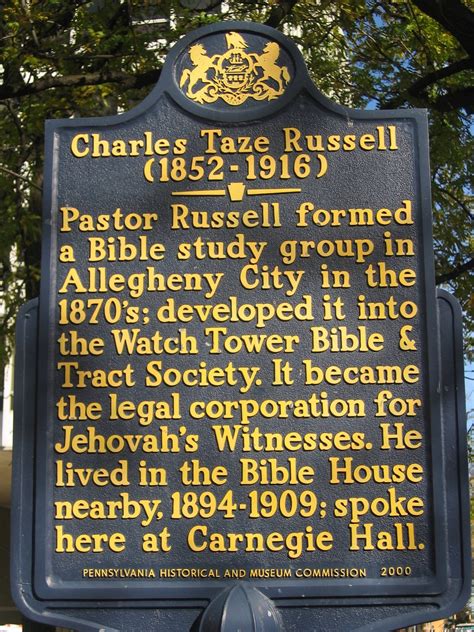 Charles Taze Russell
(1852-1916)
Pastor Russell formed
a Bible study group in
Allegheny City in the
1870's; developed it into
the Watch Tower Bible &
Tract Society. It became
the legal corporation for
Jehovah's Witnesses. He
lived in the Bible House
nearby, 1894-1909; spoke
here at Carnegie Hall.
PENNSYLVANIA HISTORICAL AND MUSEUM COMMISSION 2000